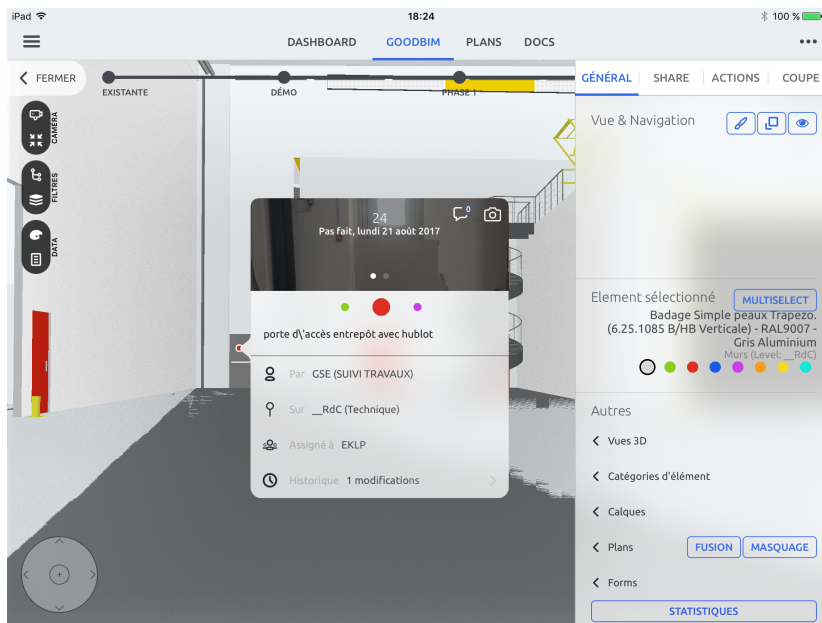 iPad 18:24 100 %
DASHBOARD GOODBIM PLANS DOCS
FERMER
EXISTANTE DÉMO PHASE 1
GÉNÉRAL SHARE ACTIONS COUPE
CAMÉRA
FILTRES
DATA
Vue & Navigation
24
0
Pas fait, lundi 21 août 2017
porte d\'accès entrepôt avec hublot
Par GSE (SUIVI TRAVAUX)
Sur __RdC (Technique)
Assigné à EKLP
Historique 1 modifications
Element sélectionné MULTISELECT
Badage Simple peaux Trapezo.
(6.25.1085 B/HB Verticale) - RAL9007 -
Gris Aluminium
Murs (Level: __RdC)
Autres
Vues 3D
Catégories d'élément
Calques
Plans FUSION MASQUAGE
Forms
STATISTIQUES